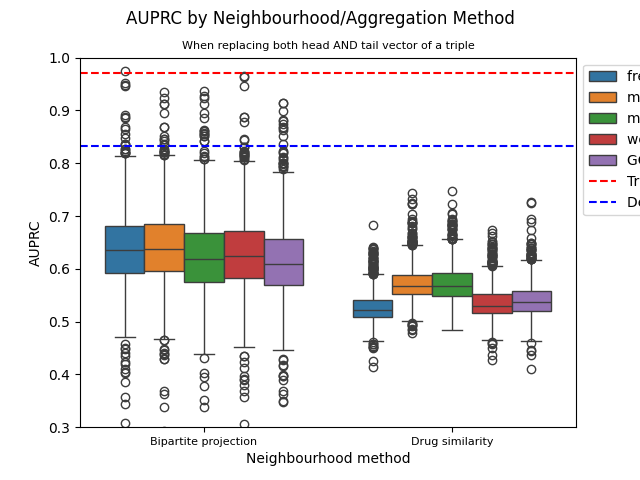 AUPRC by Neighbourhood/Aggregation Method
When replacing both head AND tail vector of a triple
1.0
0.9
0.8
0.7
0.6
0.5
0.4
0.3
AUPRC
Bipartite projection
Drug similarity
Neighbourhood method
fre
m
m
we
Tr